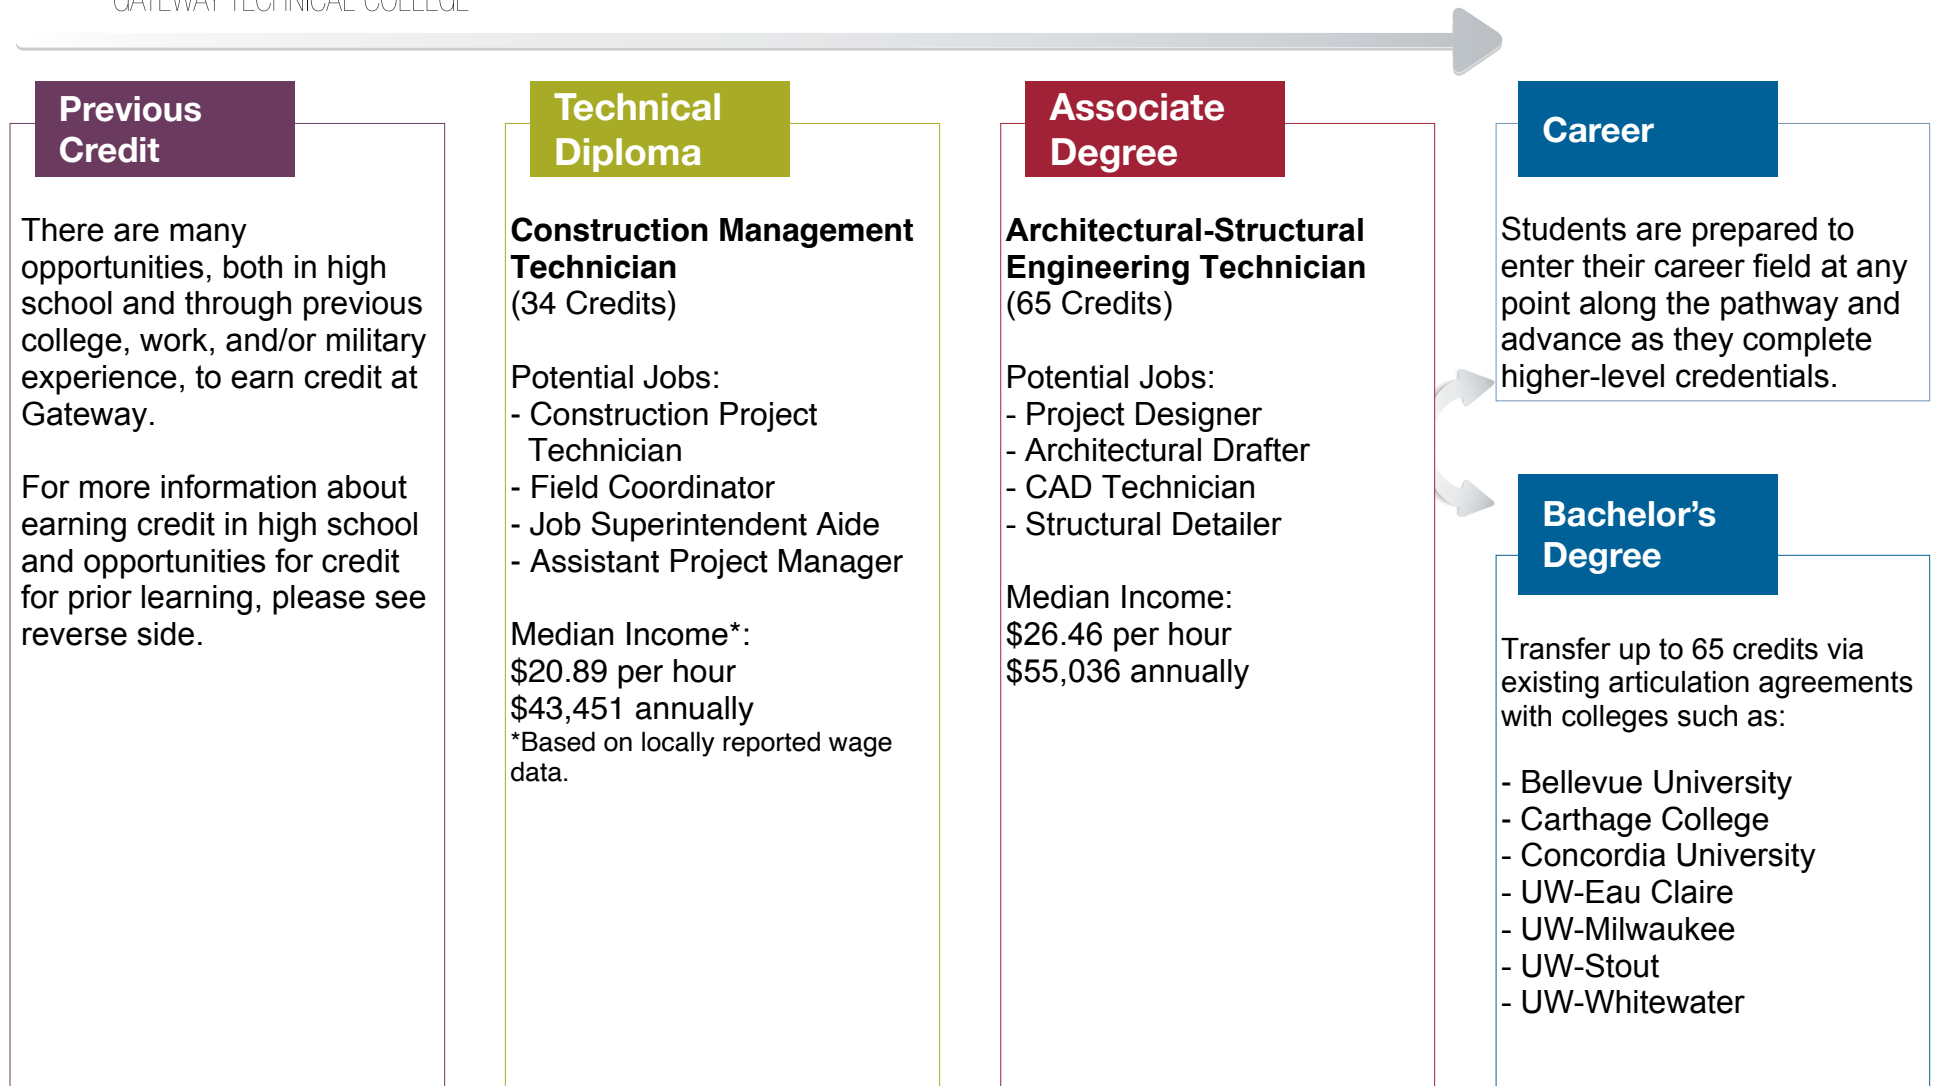 GATEWAY TECHNICAL COLLEGE
Previous
Credit
There are many
opportunities, both in high
school and through previous
college, work, and/or military
experience, to earn credit at
Gateway.
For more information about
earning credit in high school
and opportunities for credit
for prior learning, please see
reverse side.
Technical
Diploma
Construction Management
Technician
(34 Credits)
Potential Jobs:
- Construction Project
Technician
- Field Coordinator
- Job Superintendent Aide
- Assistant Project Manager
Median Income*:
$20.89 per hour
$43,451 annually
*Based on locally reported wage
data.
Associate
Degree
Architectural-Structural
Engineering Technician
(65 Credits)
Potential Jobs:
- Project Designer
- Architectural Drafter
- CAD Technician
- Structural Detailer
Median Income:
$26.46 per hour
$55,036 annually
Career
Students are prepared to
enter their career field at any
point along the pathway and
advance as they complete
higher-level credentials.
Bachelor's
Degree
Transfer up to 65 credits via
existing articulation agreements
with colleges such as:
- Bellevue University
- Carthage College
- Concordia University
- UW-Eau Claire
- UW-Milwaukee
- UW-Stout
- UW-Whitewater